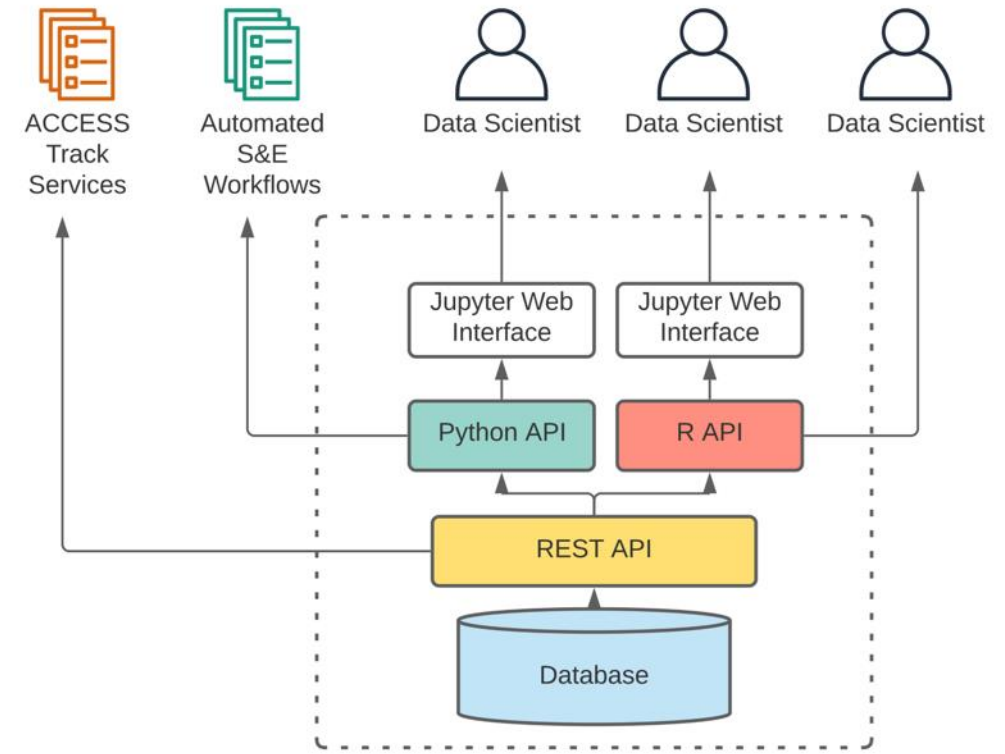 ACCESS
Track
Services
Automated
S&E
Workflows
Data Scientist
Data Scientist
Data Scientist
Jupyter Web
Interface
Jupyter Web
Interface
Python API
R API
REST API
Database